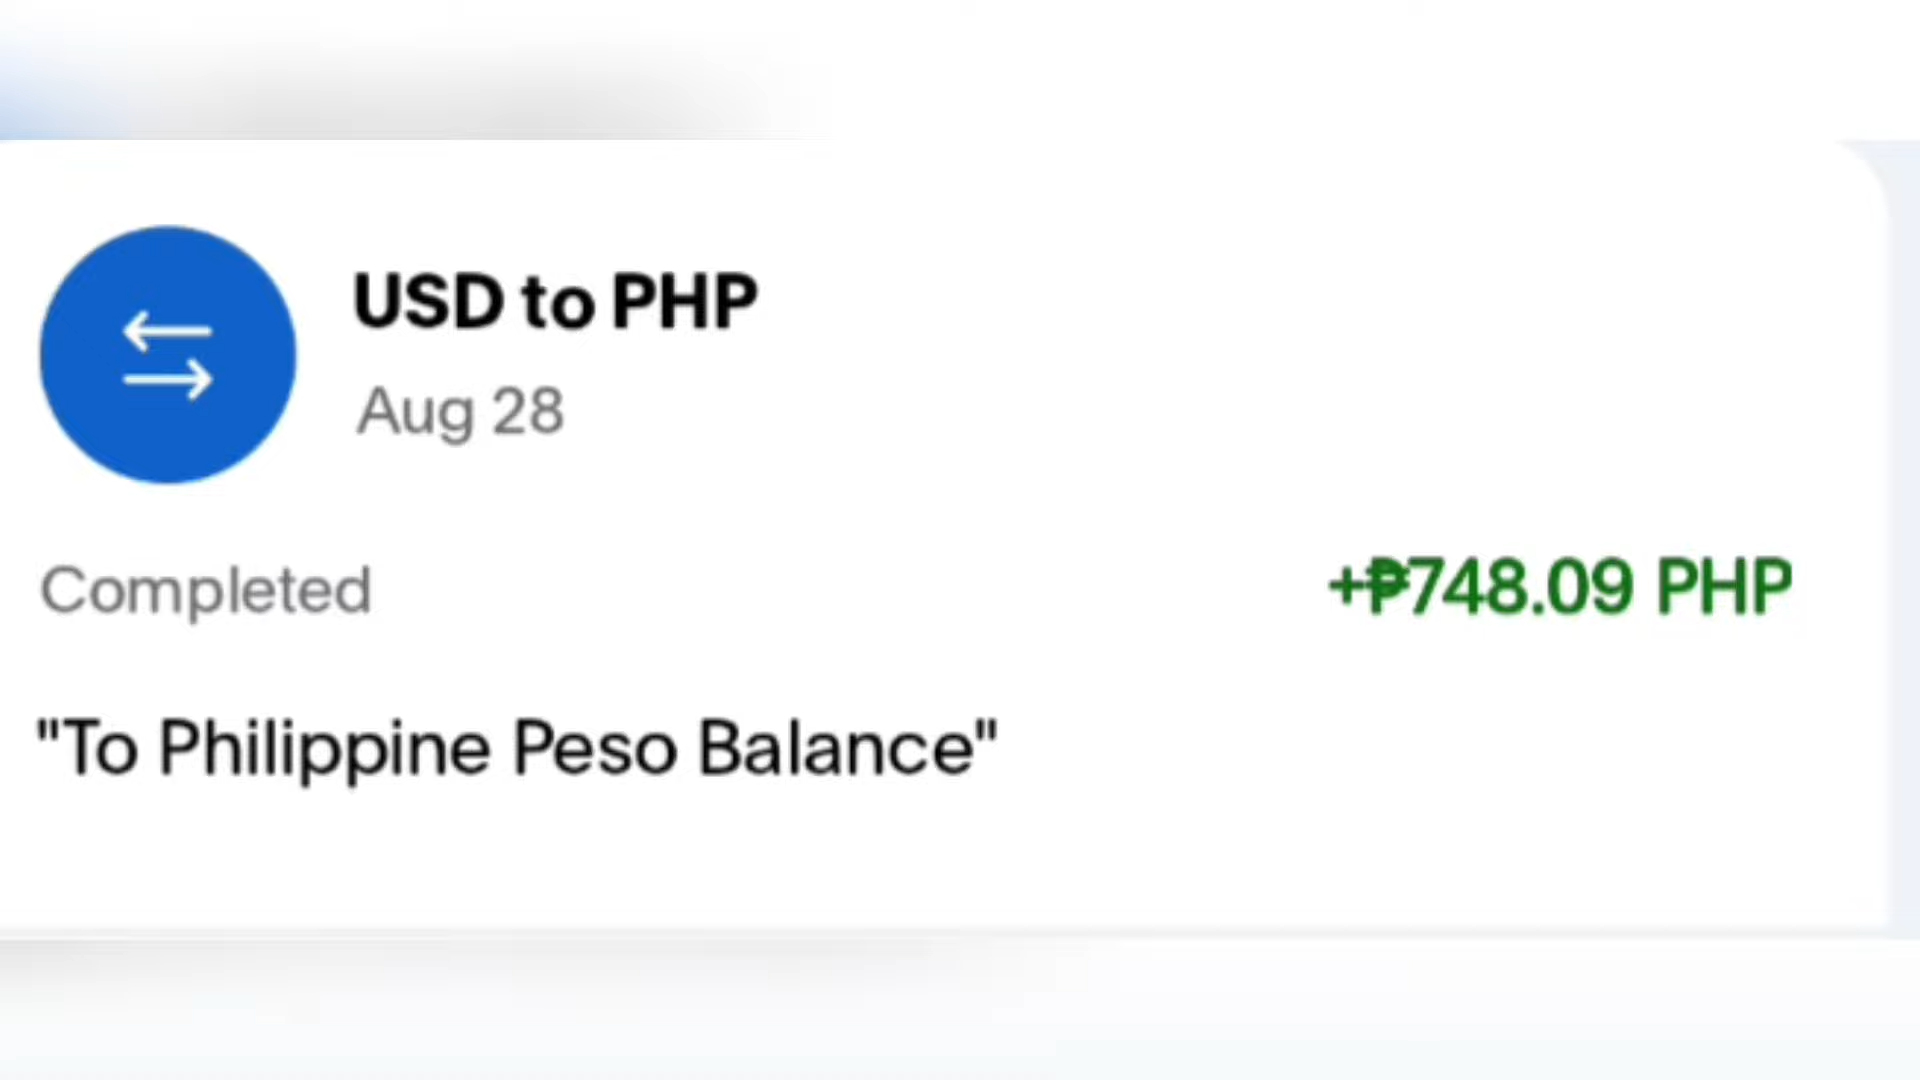 USD to PHP
Aug 28
Completed
+₱748.09 PHP
"To Philippine Peso Balance"